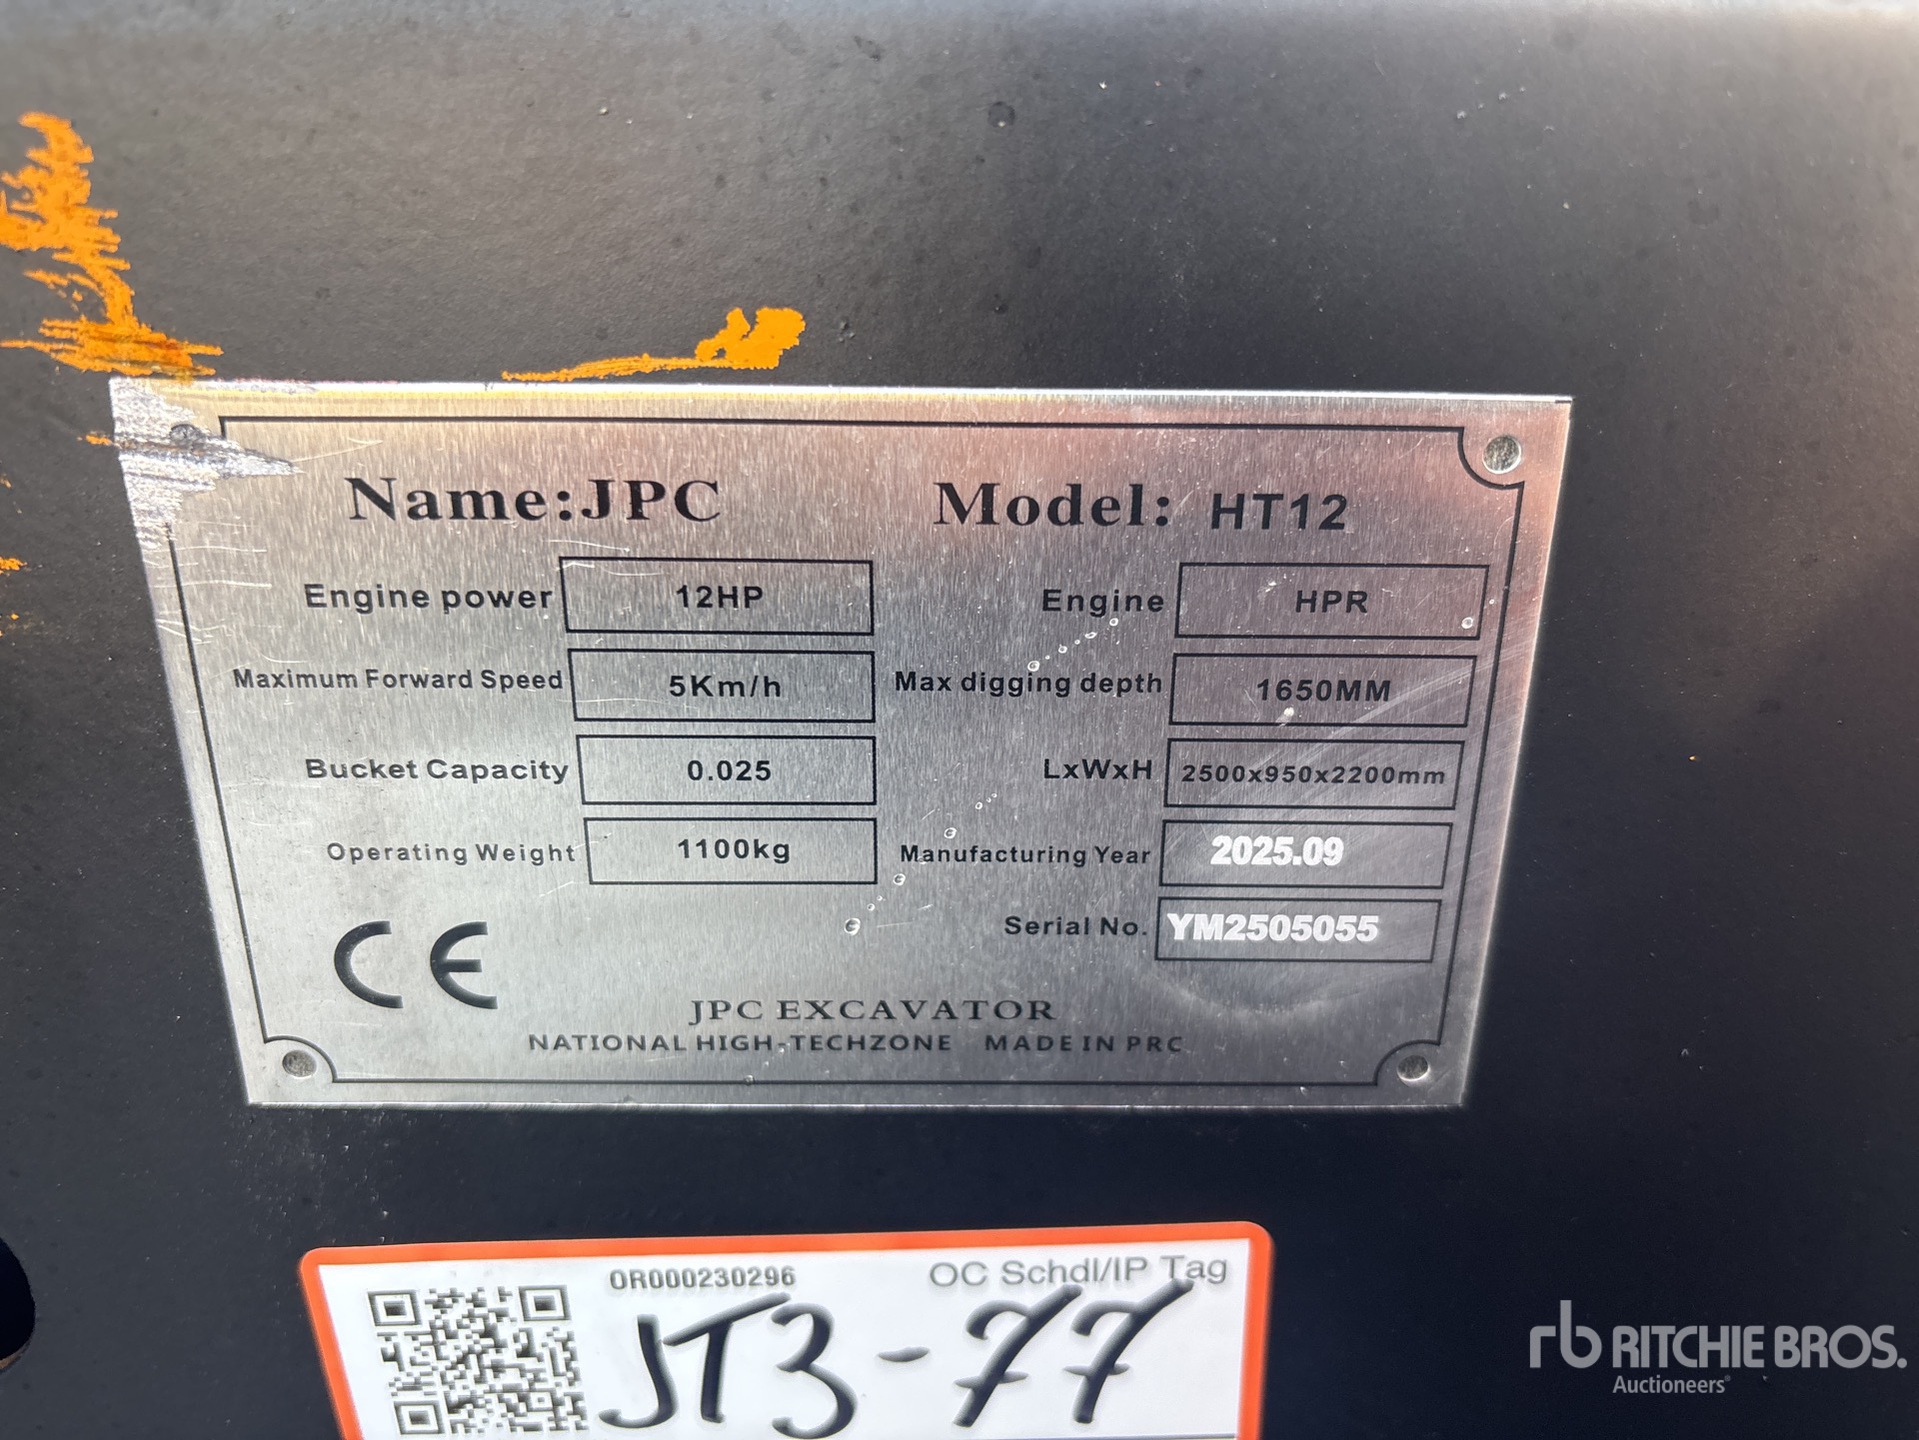 Name:JPC Model: HT12
Engine power 12HP Engine HPR
Maximum Forward Speed 5Km/h Max digging depth 1650MM
Bucket Capacity 0.025 LxWxH 2500x950x2200mm
Operating Weight 1100kg Manufacturing Year 2025.09
Serial No. YM2505055
CE
JPC EXCAVATOR
NATIONAL HIGH-TECHZONE MADE IN PRC
OR000230296 OC Schdl/IP Tag
JT3-77
rb RITCHIE BROS.
Auctioneers